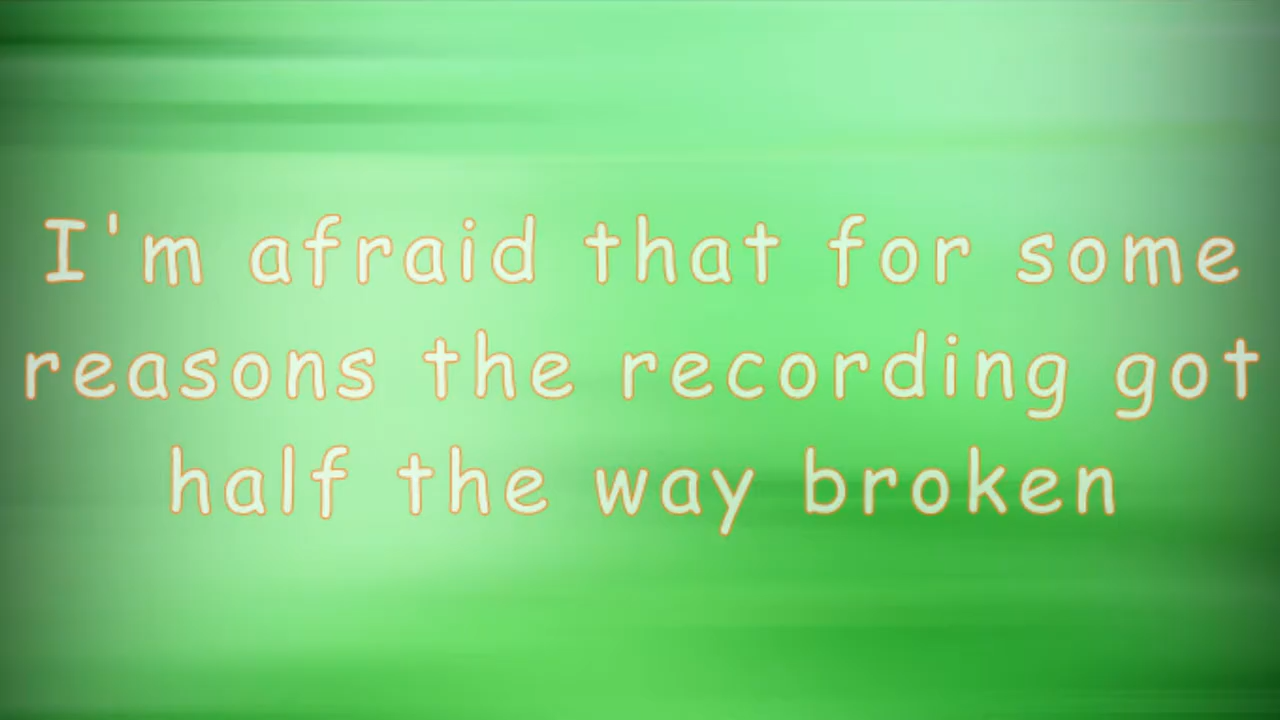 I'm afraid that for some
reasons the recording got
half the way broken